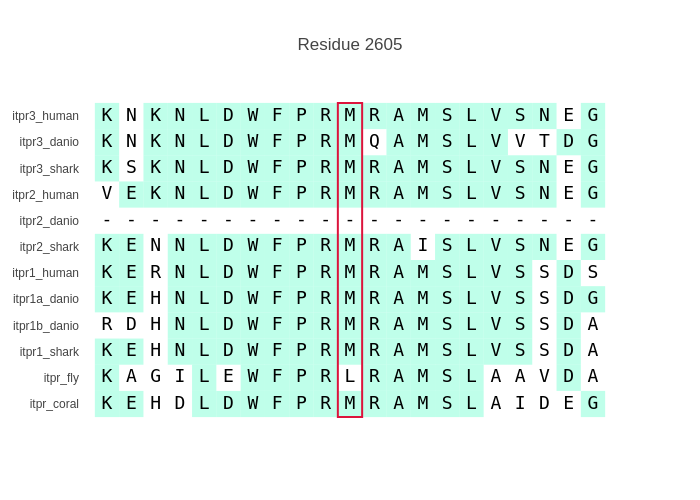 Residue 2605
itpr3_human K N K N L D W F P R M R A M S L V S N E G
itpr3_danio K N K N L D W F P R M Q A M S L V V T D G
itpr3_shark K S K N L D W F P R M R A M S L V S N E G
itpr2_human V E K N L D W F P R M R A M S L V S N E G
itpr2_danio - - - - - - - - - - - - - - - - - - - - -
itpr2_shark K E N N L D W F P R M R A I S L V S N E G
itpr1_human K E R N L D W F P R M R A M S L V S S D S
itpr1a_danio K E H N L D W F P R M R A M S L V S S D G
itpr1b_danio R D H N L D W F P R M R A M S L V S S D A
itpr1_shark K E H N L D W F P R M R A M S L V S S D A
itpr_fly K A G I L E W F P R L R A M S L A A V D A
itpr_coral K E H D L D W F P R M R A M S L A I D E G